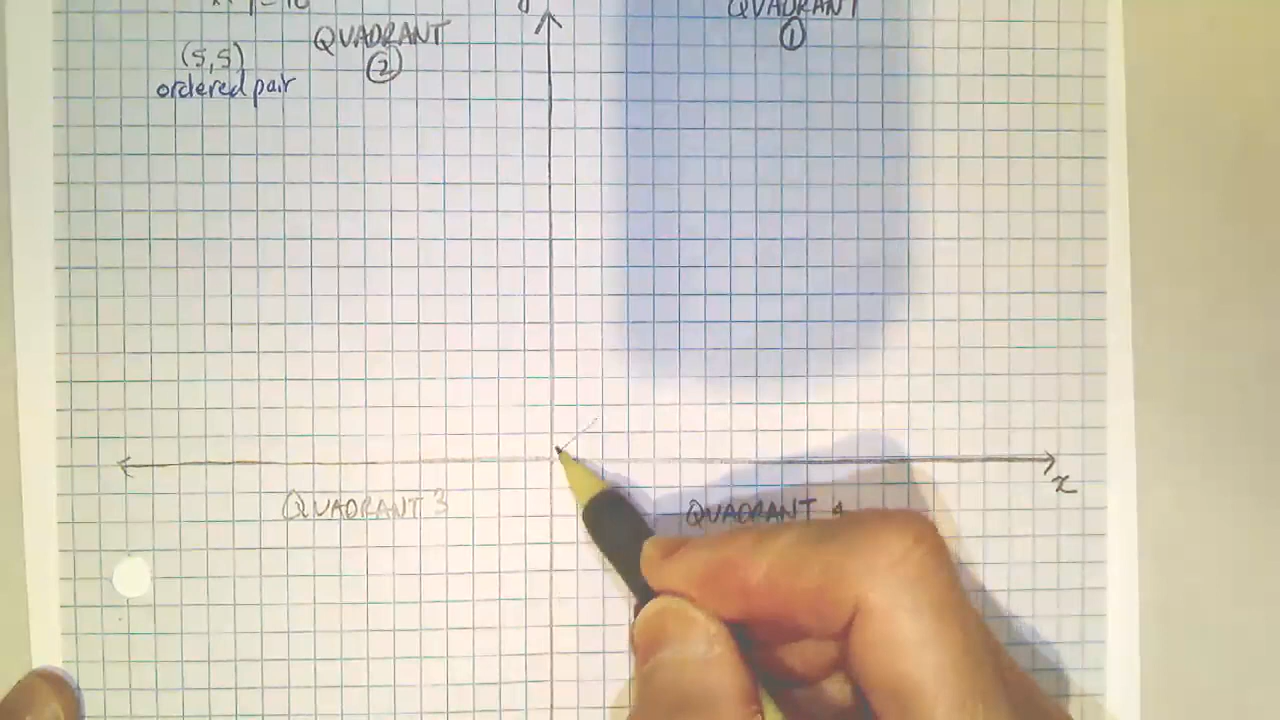 QUADRANT
①
QUADRANT
②
(5,5)
ordered pair
x
QUADRANT 3
QUADRANT 4